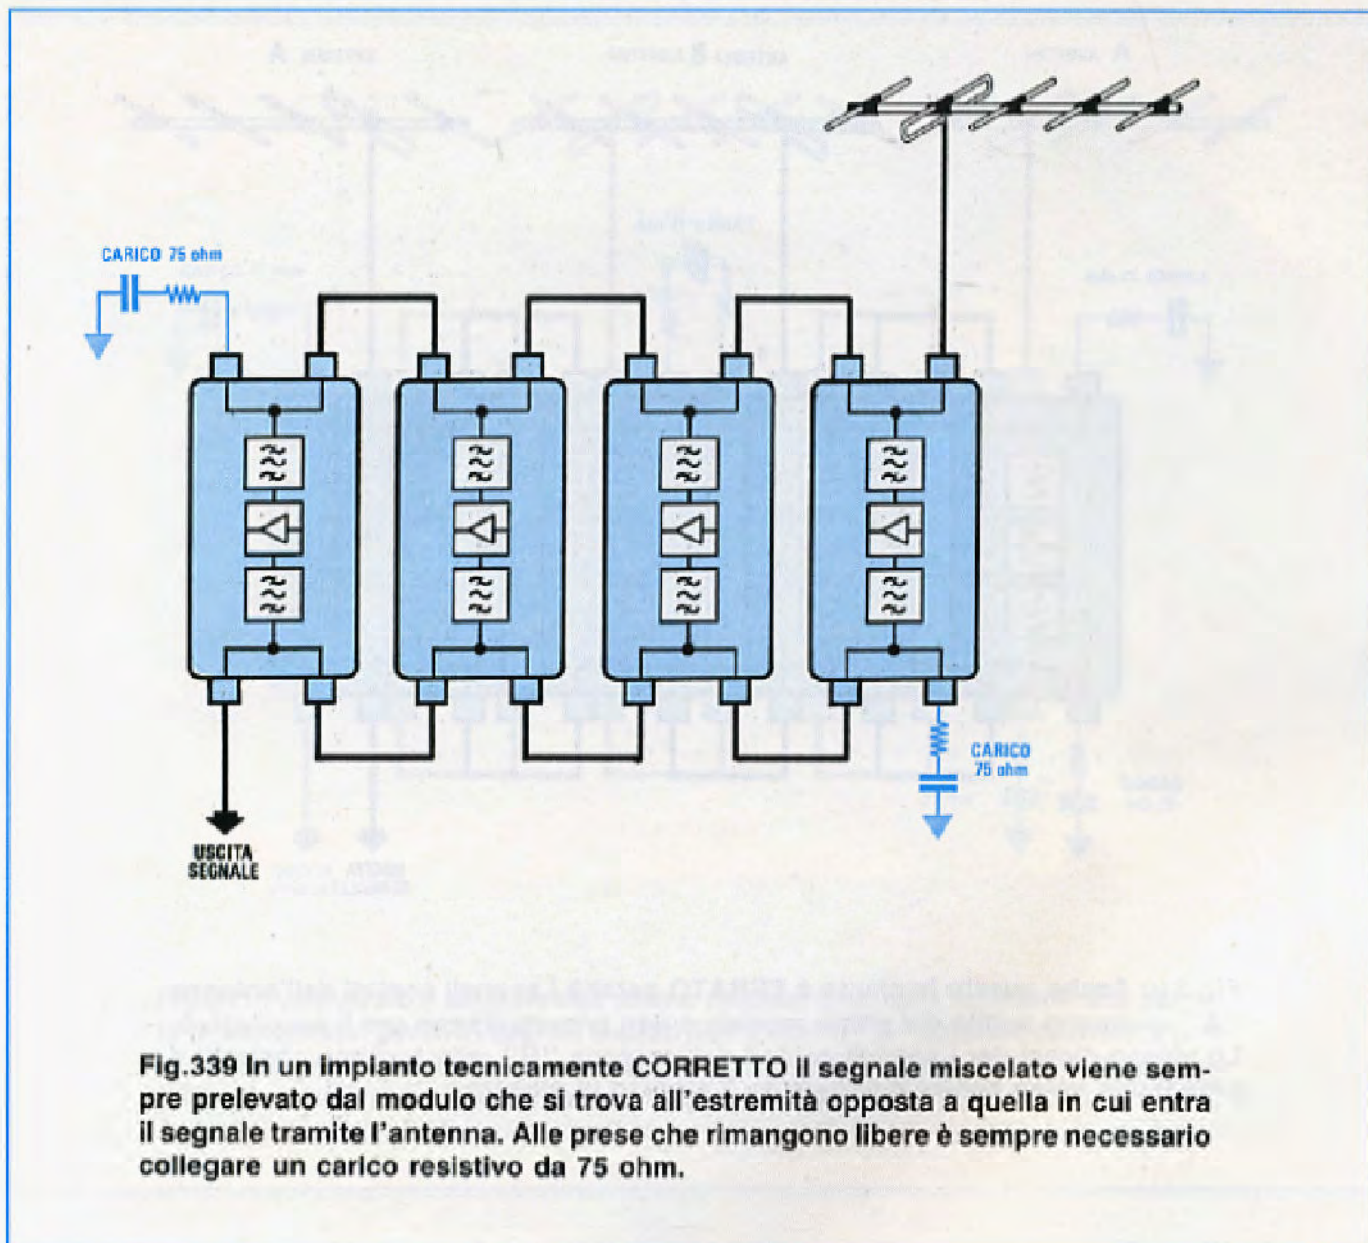 CARICO 75 ohm
CARICO
75 ohm
USCITA
SEGNALE
Fig.339 In un impianto tecnicamente CORRETTO il segnale miscelato viene sem-
pre prelevato dal modulo che si trova all'estremità opposta a quella in cui entra
il segnale tramite l'antenna. Alle prese che rimangono libere è sempre necessario
collegare un carico resistivo da 75 ohm.